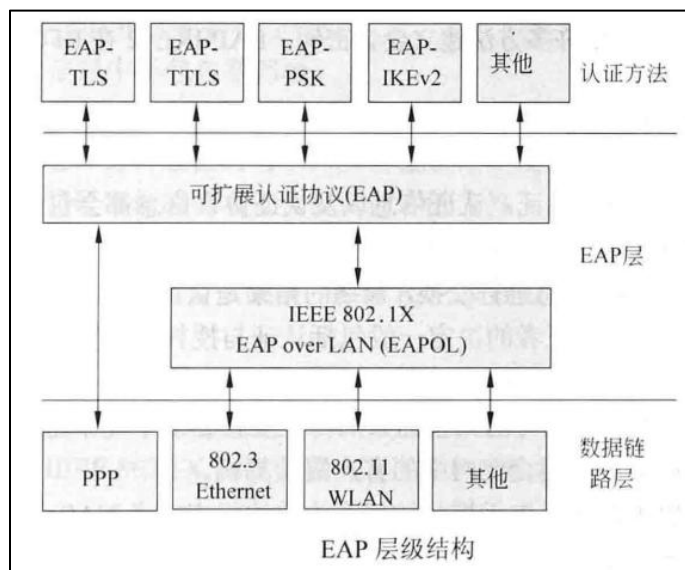 EAP-
TLS
EAP-
TTLS
EAP-
PSK
EAP-
IKEv2
其他
认证方法
可扩展认证协议(EAP)
EAP层
IEEE 802.1X
EAP over LAN (EAPOL)
PPP
802.3
Ethernet
802.11
WLAN
其他
数据链
路层
EAP 层级结构